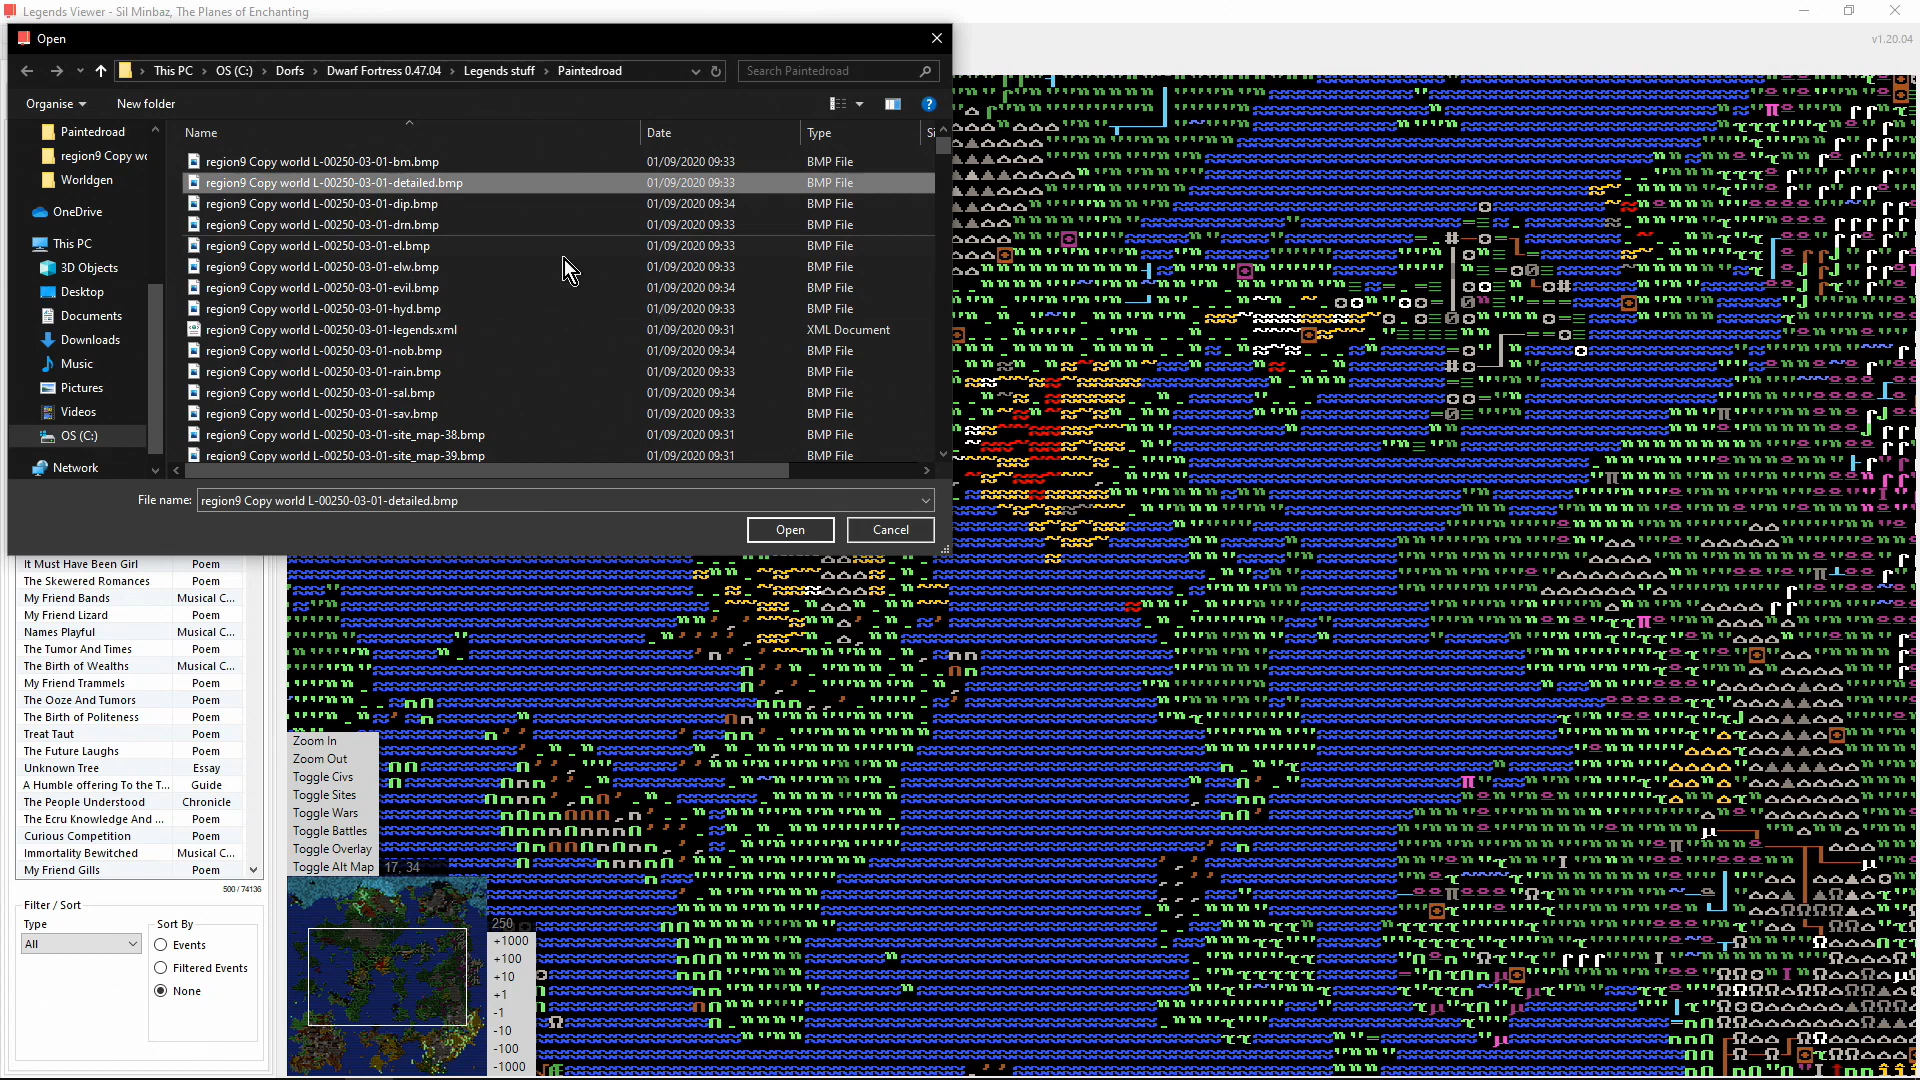 Legends Viewer - Sil Minbaz, The Planes of Enchanting
v1.20.04
Open
This PC > OS (C:) > Dorfs > Dwarf Fortress 0.47.04 > Legends stuff > Paintedroad
Search Paintedroad
Organise
New folder
Name Date Type Si
Paintedroad
region9 Copy wo
Worldgen
OneDrive
This PC
3D Objects
Desktop
Documents
Downloads
Music
Pictures
Videos
OS (C:)
Network
region9 Copy world L-00250-03-01-bm.bmp 01/09/2020 09:33 BMP File
region9 Copy world L-00250-03-01-detailed.bmp 01/09/2020 09:33 BMP File
region9 Copy world L-00250-03-01-dip.bmp 01/09/2020 09:34 BMP File
region9 Copy world L-00250-03-01-drn.bmp 01/09/2020 09:33 BMP File
region9 Copy world L-00250-03-01-el.bmp 01/09/2020 09:33 BMP File
region9 Copy world L-00250-03-01-elw.bmp 01/09/2020 09:33 BMP File
region9 Copy world L-00250-03-01-evil.bmp 01/09/2020 09:34 BMP File
region9 Copy world L-00250-03-01-hyd.bmp 01/09/2020 09:33 BMP File
region9 Copy world L-00250-03-01-legends.xml 01/09/2020 09:31 XML Document
region9 Copy world L-00250-03-01-nob.bmp 01/09/2020 09:34 BMP File
region9 Copy world L-00250-03-01-rain.bmp 01/09/2020 09:33 BMP File
region9 Copy world L-00250-03-01-sal.bmp 01/09/2020 09:34 BMP File
region9 Copy world L-00250-03-01-sav.bmp 01/09/2020 09:33 BMP File
region9 Copy world L-00250-03-01-site_map-38.bmp 01/09/2020 09:31 BMP File
region9 Copy world L-00250-03-01-site_map-39.bmp 01/09/2020 09:31 BMP File
File name: region9 Copy world L-00250-03-01-detailed.bmp
Open Cancel
It Must Have Been Girl Poem
The Skewered Romances Poem
My Friend Bands Musical C...
My Friend Lizard Poem
Names Playful Musical C...
The Tumor And Times Poem
The Birth of Wealths Musical C...
My Friend Trammels Poem
The Ooze And Tumors Poem
The Birth of Politeness Poem
Treat Taut Poem
The Future Laughs Poem
Unknown Tree Essay
A Humble offering To the T... Guide
The People Understood Chronicle
The Ecru Knowledge And ... Poem
Curious Competition Poem
Immortality Bewitched Musical C...
My Friend Gills Poem
500 / 74136
Filter / Sort
Type
All
Sort By
Events
Filtered Events
None
Zoom In
Zoom Out
Toggle Civs
Toggle Sites
Toggle Wars
Toggle Battles
Toggle Overlay
Toggle Alt Map
17, 34
250
+1000
+100
+10
+1
-1
-10
-100
-1000